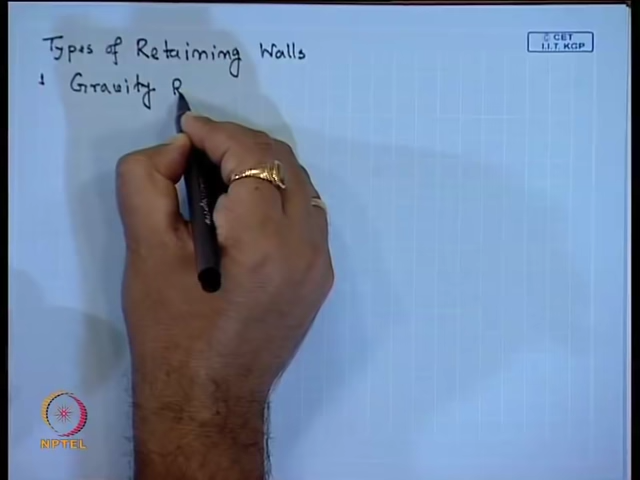 Types of Retaining Walls
© CET
I.I.T. KGP
1 Gravity R
NPTEL